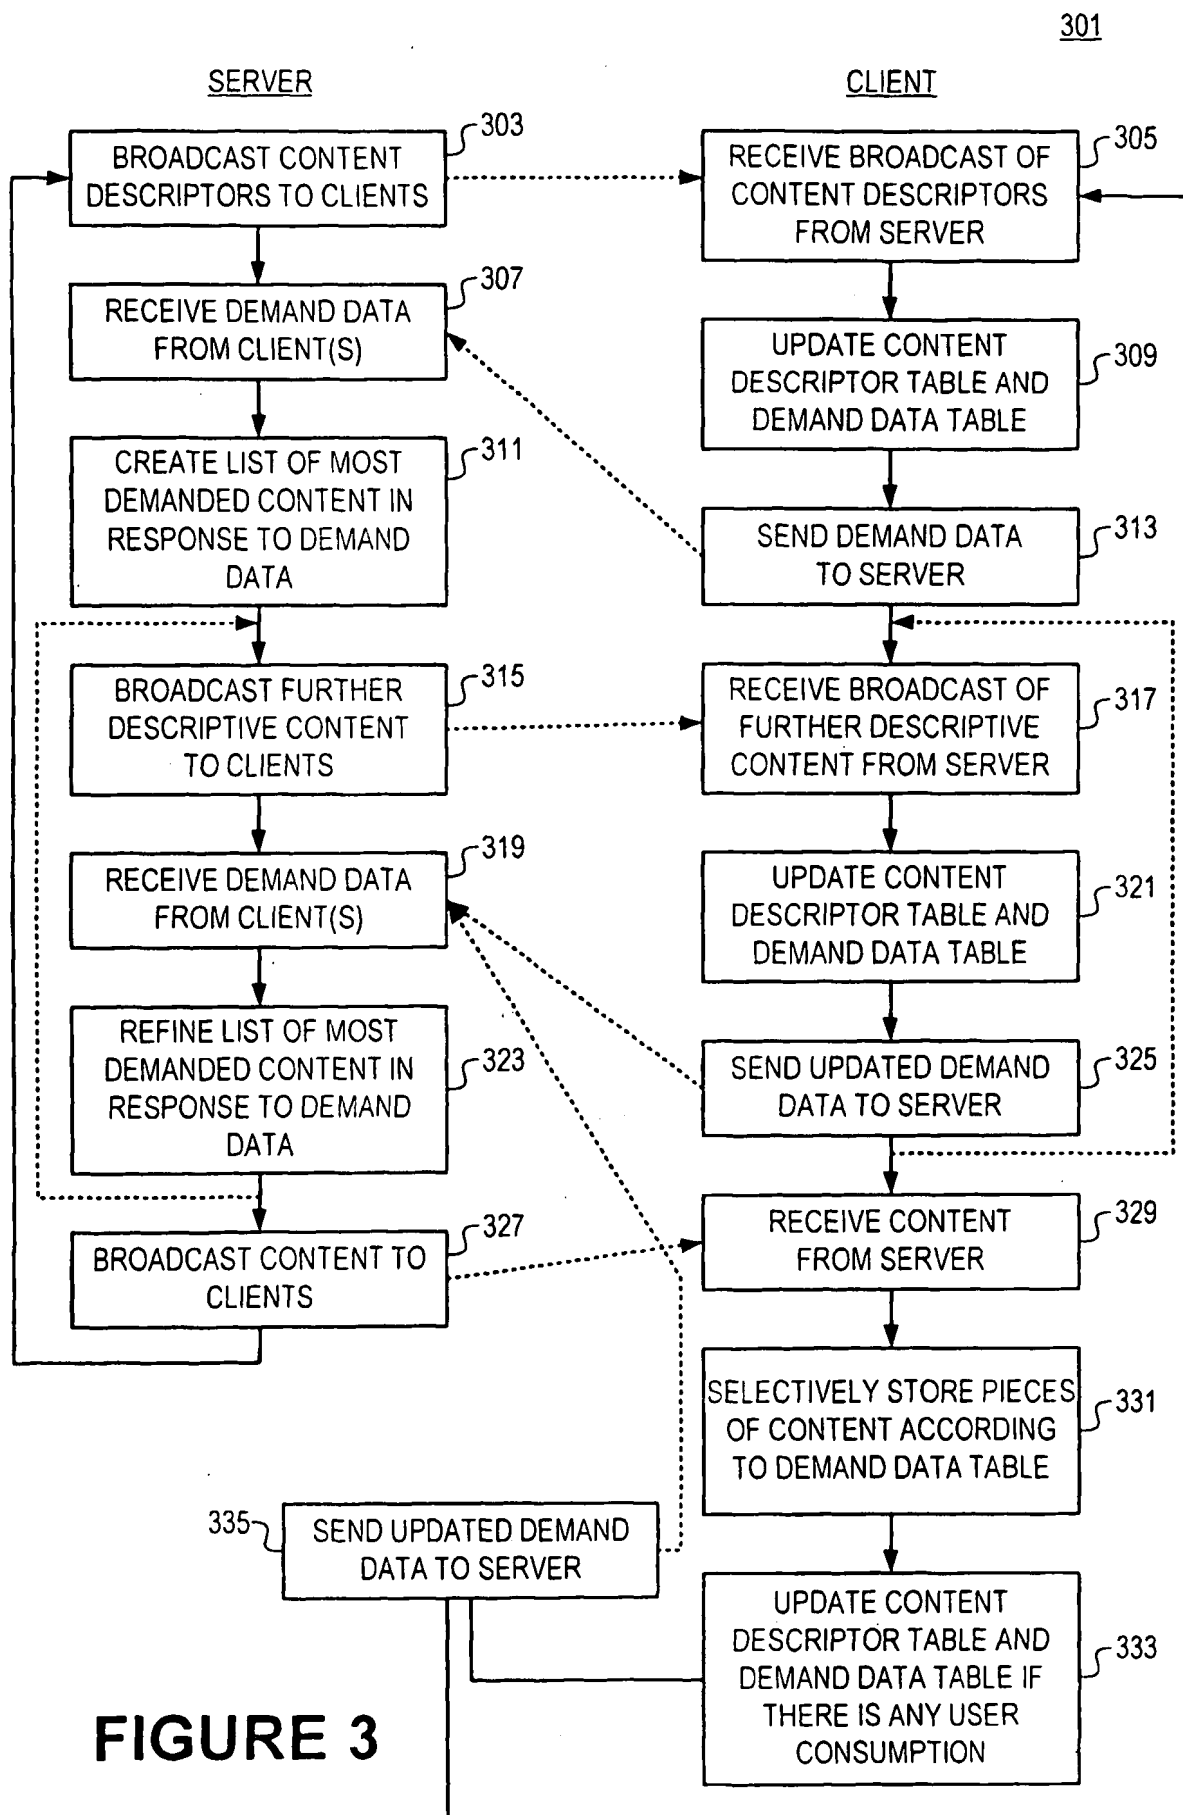 301
SERVER
CLIENT
BROADCAST CONTENT
DESCRIPTORS TO CLIENTS
303
RECEIVE BROADCAST OF
CONTENT DESCRIPTORS
FROM SERVER
305
RECEIVE DEMAND DATA
FROM CLIENT(S)
307
UPDATE CONTENT
DESCRIPTOR TABLE AND
DEMAND DATA TABLE
309
CREATE LIST OF MOST
DEMANDED CONTENT IN
RESPONSE TO DEMAND
DATA
311
SEND DEMAND DATA
TO SERVER
313
BROADCAST FURTHER
DESCRIPTIVE CONTENT
TO CLIENTS
315
RECEIVE BROADCAST OF
FURTHER DESCRIPTIVE
CONTENT FROM SERVER
317
RECEIVE DEMAND DATA
FROM CLIENT(S)
319
UPDATE CONTENT
DESCRIPTOR TABLE AND
DEMAND DATA TABLE
321
REFINE LIST OF MOST
DEMANDED CONTENT IN
RESPONSE TO DEMAND
DATA
323
SEND UPDATED DEMAND
DATA TO SERVER
325
BROADCAST CONTENT TO
CLIENTS
327
RECEIVE CONTENT
FROM SERVER
329
SELECTIVELY STORE PIECES
OF CONTENT ACCORDING
TO DEMAND DATA TABLE
331
335
SEND UPDATED DEMAND
DATA TO SERVER
UPDATE CONTENT
DESCRIPTOR TABLE AND
DEMAND DATA TABLE IF
THERE IS ANY USER
CONSUMPTION
333
FIGURE 3